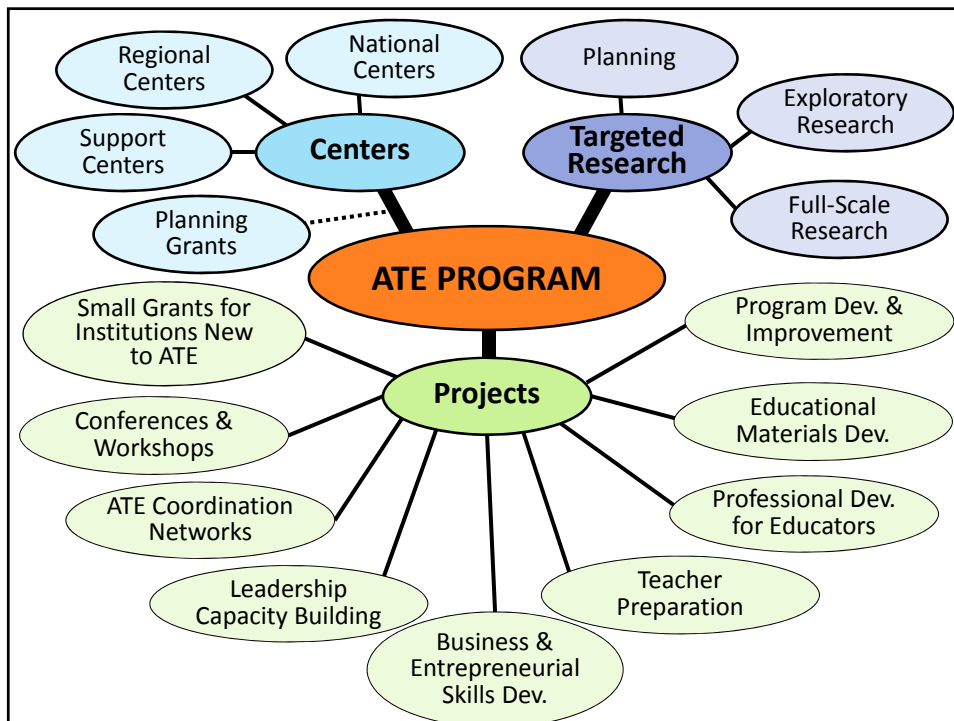 Regional
Centers
National
Centers
Planning
Exploratory
Research
Support
Centers
Centers
Targeted
Research
Planning
Grants
Full-Scale
Research
ATE PROGRAM
Small Grants for
Institutions New
to ATE
Program Dev. &
Improvement
Projects
Conferences &
Workshops
Educational
Materials Dev.
ATE Coordination
Networks
Professional Dev.
for Educators
Leadership
Capacity Building
Teacher
Preparation
Business &
Entrepreneurial
Skills Dev.